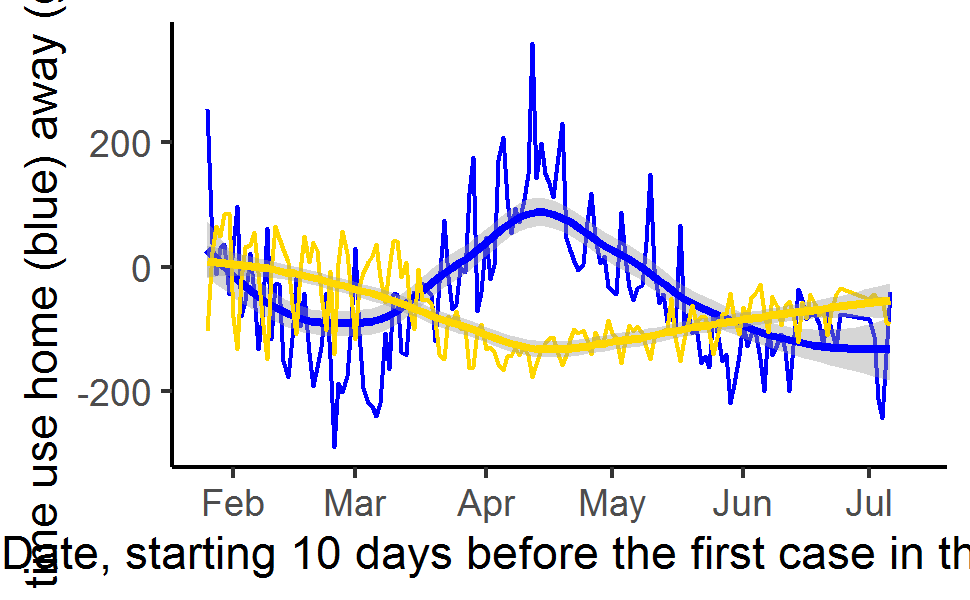 time use home (blue) away (
200
0
-200
Feb Mar Apr May Jun Jul
Date, starting 10 days before the first case in th